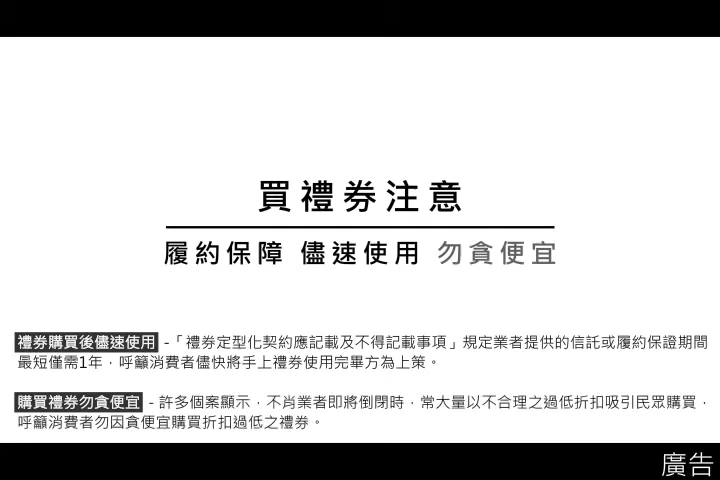 買禮券注意
履約保障 儘速使用 勿貪便宜
禮券購買後儘速使用 -「禮券定型化契約應記載及不得記載事項」規定業者提供的信託或履約保證期間
最短僅需1年，呼籲消費者儘快將手上禮券使用完畢方為上策。
購買禮券勿貪便宜 - 許多個案顯示，不肖業者即將倒閉時，常大量以不合理之過低折扣吸引民眾購買，
呼籲消費者勿因貪便宜購買折扣過低之禮券。
廣告